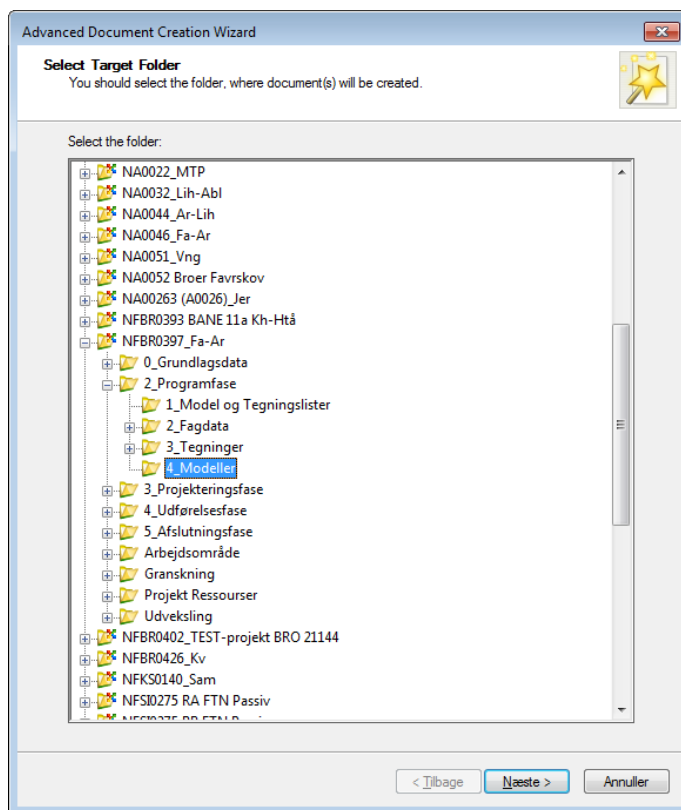 Advanced Document Creation Wizard
Select Target Folder
You should select the folder, where document(s) will be created.
Select the folder:
NA0022_MTP
NA0032_Lih-Abl
NA0044_Ar-Lih
NA0046_Fa-Ar
NA0051_Vng
NA0052 Broer Favrskov
NA00263 (A0026)_Jer
NFBR0393 BANE 11a Kh-Htå
NFBR0397_Fa-Ar
0_Grundlagsdata
2_Programfase
1_Model og Tegningslister
2_Fagdata
3_Tegninger
4_Modeller
3_Projekteringsfase
4_Udførelsesfase
5_Afslutningsfase
Arbejdsområde
Granskning
Projekt Ressourser
Udveksling
NFBR0402_TEST-projekt BRO 21144
NFBR0426_Kv
NFKS0140_Sam
NFSI0275 RA FTN Passiv
< Tilbage
Næste >
Annuller